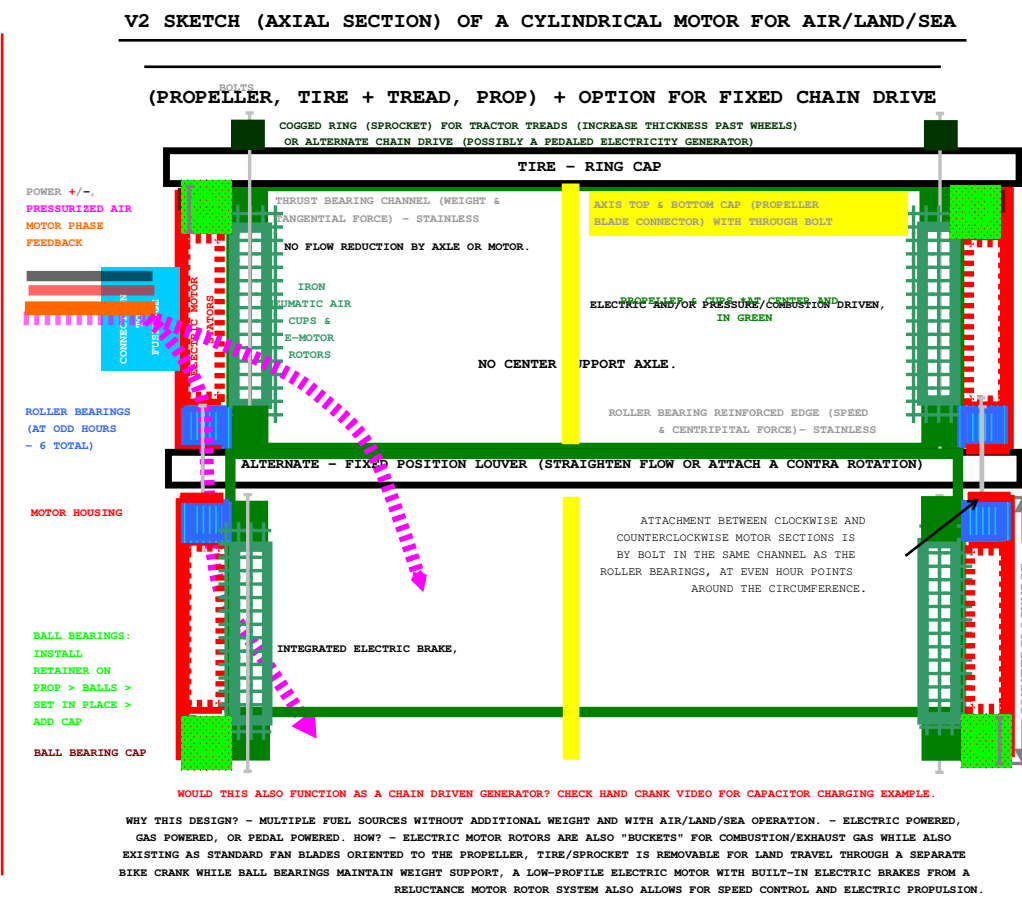 V2 SKETCH (AXIAL SECTION) OF A CYLINDRICAL MOTOR FOR AIR/LAND/SEA
BOLTS
(PROPELLER, TIRE + TREAD, PROP) + OPTION FOR FIXED CHAIN DRIVE
COGGED RING (SPROCKET) FOR TRACTOR TREADS (INCREASE THICKNESS PAST WHEELS)
OR ALTERNATE CHAIN DRIVE (POSSIBLY A PEDALED ELECTRICITY GENERATOR)
TIRE – RING CAP
POWER +/–,
PRESSURIZED AIR
MOTOR PHASE
FEEDBACK
THRUST BEARING CHANNEL (WEIGHT &
TANGENTIAL FORCE) – STAINLESS
AXIS TOP & BOTTOM CAP (PROPELLER
BLADE CONNECTOR) WITH THROUGH BOLT
NO FLOW REDUCTION BY AXLE OR MOTOR.
ELECTRIC MOTOR
STATORS
IRON
PNEUMATIC AIR
CUPS &
E–MOTOR
ROTORS
PROPELLER & CUPS *AT CENTER AND
ELECTRIC AND/OR PRESSURE/COMBUSTION DRIVEN,
IN GREEN
NO CENTER SUPPORT AXLE.
ROLLER BEARINGS
(AT ODD HOURS
– 6 TOTAL)
ROLLER BEARING REINFORCED EDGE (SPEED
& CENTRIPITAL FORCE)– STAINLESS
ALTERNATE – FIXED POSITION LOUVER (STRAIGHTEN FLOW OR ATTACH A CONTRA ROTATION)
MOTOR HOUSING
ATTACHMENT BETWEEN CLOCKWISE AND
COUNTERCLOCKWISE MOTOR SECTIONS IS
BY BOLT IN THE SAME CHANNEL AS THE
ROLLER BEARINGS, AT EVEN HOUR POINTS
AROUND THE CIRCUMFERENCE.
BALL BEARINGS:
INSTALL
RETAINER ON
PROP > BALLS >
SET IN PLACE >
ADD CAP
INTEGRATED ELECTRIC BRAKE,
BALL BEARING CAP
WOULD THIS ALSO FUNCTION AS A CHAIN DRIVEN GENERATOR? CHECK HAND CRANK VIDEO FOR CAPACITOR CHARGING EXAMPLE.
WHY THIS DESIGN? – MULTIPLE FUEL SOURCES WITHOUT ADDITIONAL WEIGHT AND WITH AIR/LAND/SEA OPERATION. – ELECTRIC POWERED,
GAS POWERED, OR PEDAL POWERED. HOW? – ELECTRIC MOTOR ROTORS ARE ALSO "BUCKETS" FOR COMBUSTION/EXHAUST GAS WHILE ALSO
EXISTING AS STANDARD FAN BLADES ORIENTED TO THE PROPELLER, TIRE/SPROCKET IS REMOVABLE FOR LAND TRAVEL THROUGH A SEPARATE
BIKE CRANK WHILE BALL BEARINGS MAINTAIN WEIGHT SUPPORT, A LOW–PROFILE ELECTRIC MOTOR WITH BUILT–IN ELECTRIC BRAKES FROM A
RELUCTANCE MOTOR ROTOR SYSTEM ALSO ALLOWS FOR SPEED CONTROL AND ELECTRIC PROPULSION.